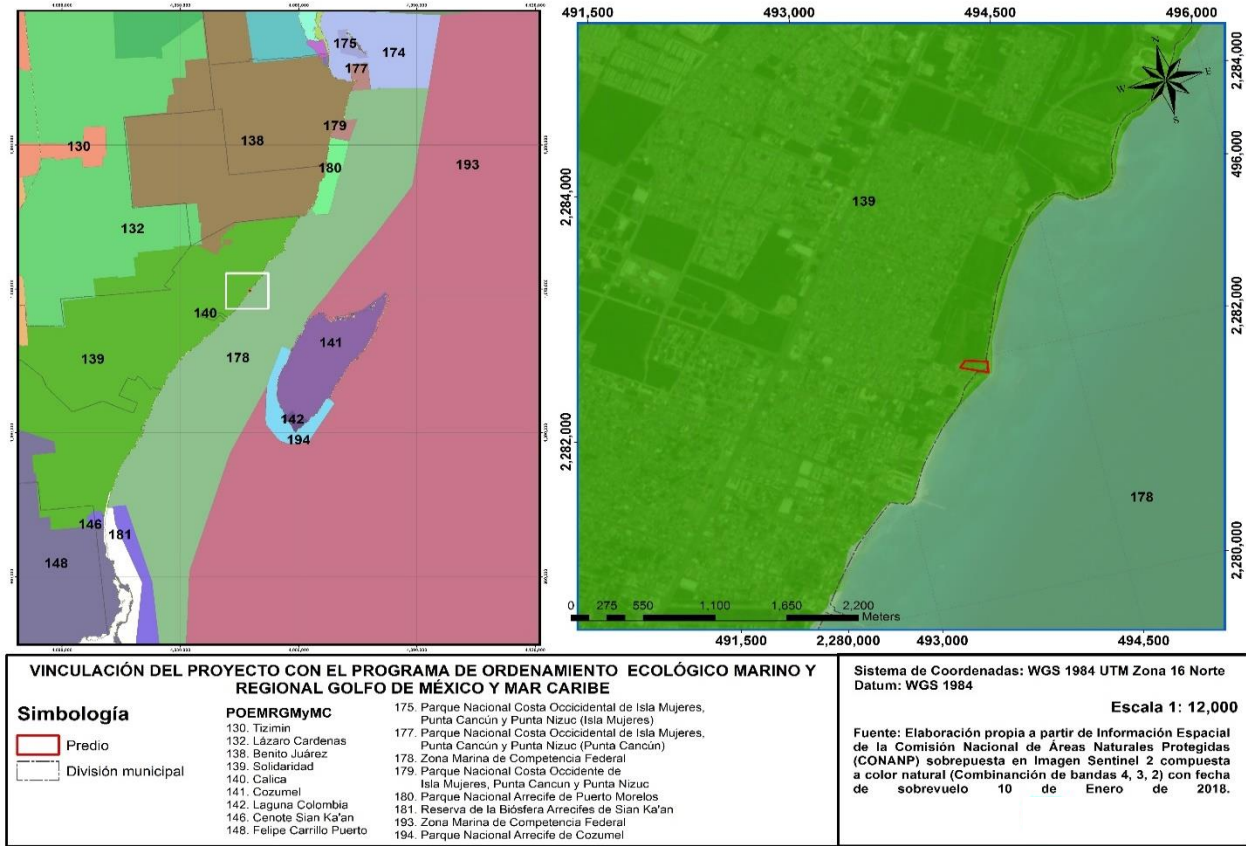 175
174
177
179
138
130
180
193
132
140
141
139
178
142
194
146
181
148
491,500
493,000
494,500
496,000
2,284,000
N
W
E
S
496,000
139
2,284,000
2,282,000
2,282,000
178
2,280,000
0 275 550 1,100 1,650 2,200
Meters
491,500
2,280,000
493,000
494,500
VINCULACIÓN DEL PROYECTO CON EL PROGRAMA DE ORDENAMIENTO ECOLÓGICO MARINO Y
REGIONAL GOLFO DE MÉXICO Y MAR CARIBE
Simbología
Predio
División municipal
POEMRGMyMC
130. Tizimin
132. Lázaro Cardenas
138. Benito Juárez
139. Solidaridad
140. Calica
141. Cozumel
142. Laguna Colombia
146. Cenote Sian Ka'an
148. Felipe Carrillo Puerto
175. Parque Nacional Costa Occicidental de Isla Mujeres,
Punta Cancún y Punta Nizuc (Isla Mujeres)
177. Parque Nacional Costa Occicidental de Isla Mujeres,
Punta Cancún y Punta Nizuc (Punta Cancún)
178. Zona Marina de Competencia Federal
179. Parque Nacional Costa Occidente de
Isla Mujeres, Punta Cancun y Punta Nizuc
180. Parque Nacional Arrecife de Puerto Morelos
181. Reserva de la Biósfera Arrecifes de Sian Ka'an
193. Zona Marina de Competencia Federal
194. Parque Nacional Arrecife de Cozumel
Sistema de Coordenadas: WGS 1984 UTM Zona 16 Norte
Datum: WGS 1984
Escala 1: 12,000
Fuente: Elaboración propia a partir de Información Espacial
de la Comisión Nacional de Áreas Naturales Protegidas
(CONANP) sobrepuesta en Imagen Sentinel 2 compuesta
a color natural (Combinanción de bandas 4, 3, 2) con fecha
de sobrevuelo 10 de Enero de 2018.